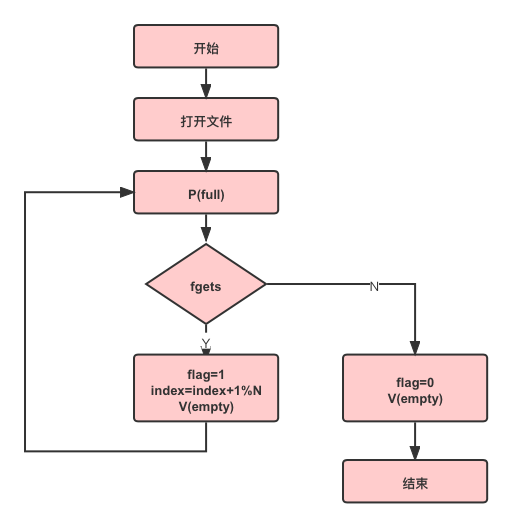 开始
打开文件
P(full)
fgets
N
Y
flag=1
index=index+1%N
V(empty)
flag=0
V(empty)
结束